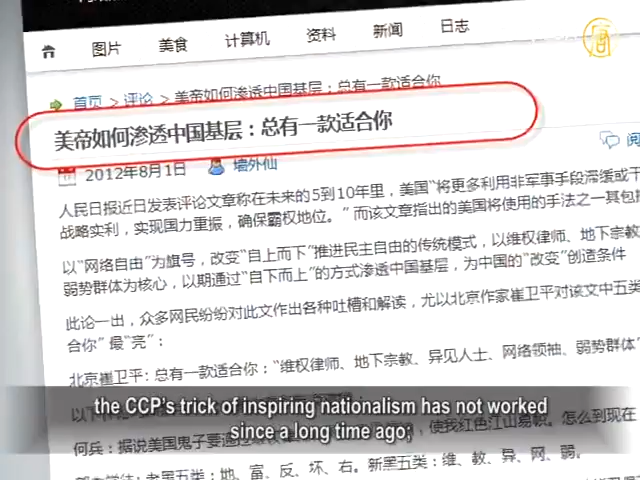 图片 美食 计算机 资料 新闻 日志
首页 > 评论 > 美帝如何渗透中国基层：总有一款适合你
美帝如何渗透中国基层：总有一款适合你
2012年8月1日 墙外仙
人民日报近日发表评论文章称在未来的5到10年里，美国“将更多利用非军事手段滞缓或干
战略实利，实现国力重振，确保霸权地位。”而该文章指出的美国将使用的手法之一其包括
以“网络自由”为旗号，改变“自上而下”推进民主自由的传统模式，以维权律师、地下宗教
弱势群体为核心，以期通过“自下而上”的方式渗透中国基层，为中国的“改变”创造条件
此论一出，众多网民纷纷对此文作出各种吐槽和解读，尤以北京作家崔卫平对该文中五类
合你”最“亮”：
北京崔卫平：总有一款适合你：“维权律师、地下宗教、异见人士、网络领袖、弱势群体”
the CCP's trick of inspiring nationalism has not worked
since a long time ago;
何兵：据说美国鬼子要通过
使我红色江山易帜。怎么到现在
老黑五类：地、富、反、坏、右。新黑五类：维、教、异、网、弱。